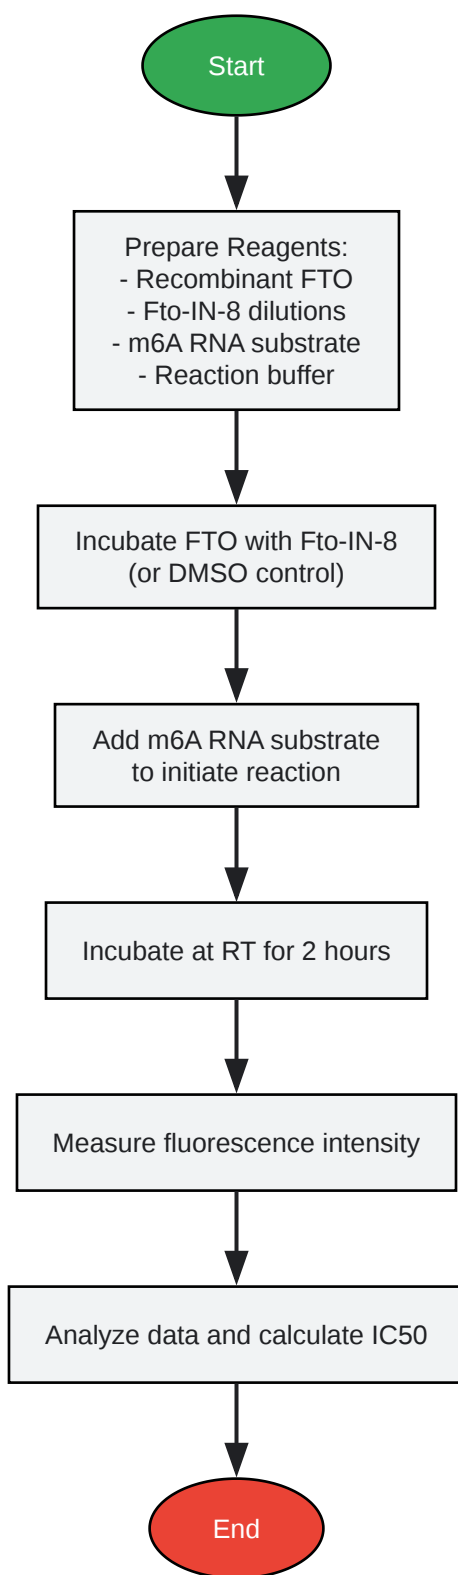 Start
Prepare Reagents:
- Recombinant FTO
- Fto-IN-8 dilutions
- m6A RNA substrate
- Reaction buffer
Incubate FTO with Fto-IN-8
(or DMSO control)
Add m6A RNA substrate
to initiate reaction
Incubate at RT for 2 hours
Measure fluorescence intensity
Analyze data and calculate IC50
End